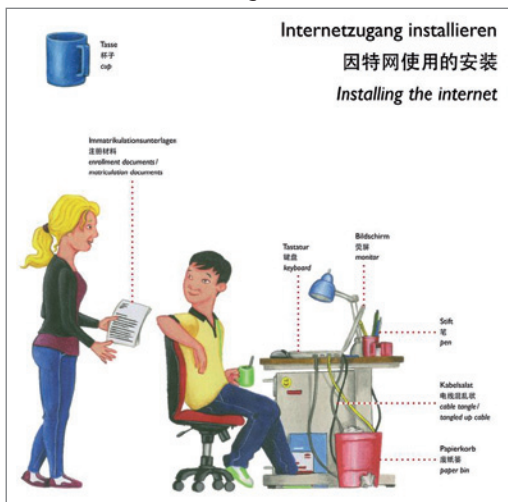 Tasse
杯子
cup
Internetzugang installieren
因特网使用的安装
Installing the internet
Immatrikulationsunterlagen
注册材料
enrollment documents/
matriculation documents
Tastatur
键盘
keyboard
Bildschirm
荧屏
monitor
Stift
笔
pen
Kabelsalat
电线混乱状
cable tangle/
tangled up cable
Papierkorb
废纸篓
paper bin